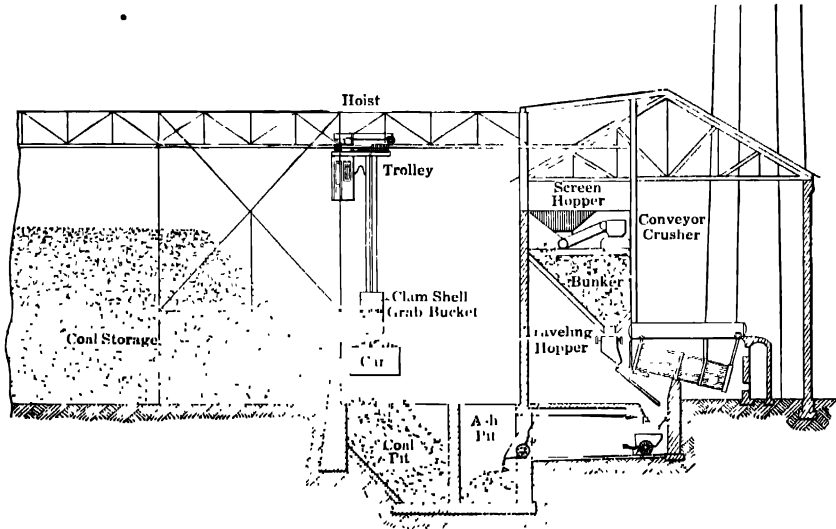 Hoist
Trolley
Screen
Hopper
Conveyor
Crusher
Bunker
Clam Shell
Grab Bucket
Coal Storage
Traveling
Hopper
Car
Ash
Pit
Coal
Pit